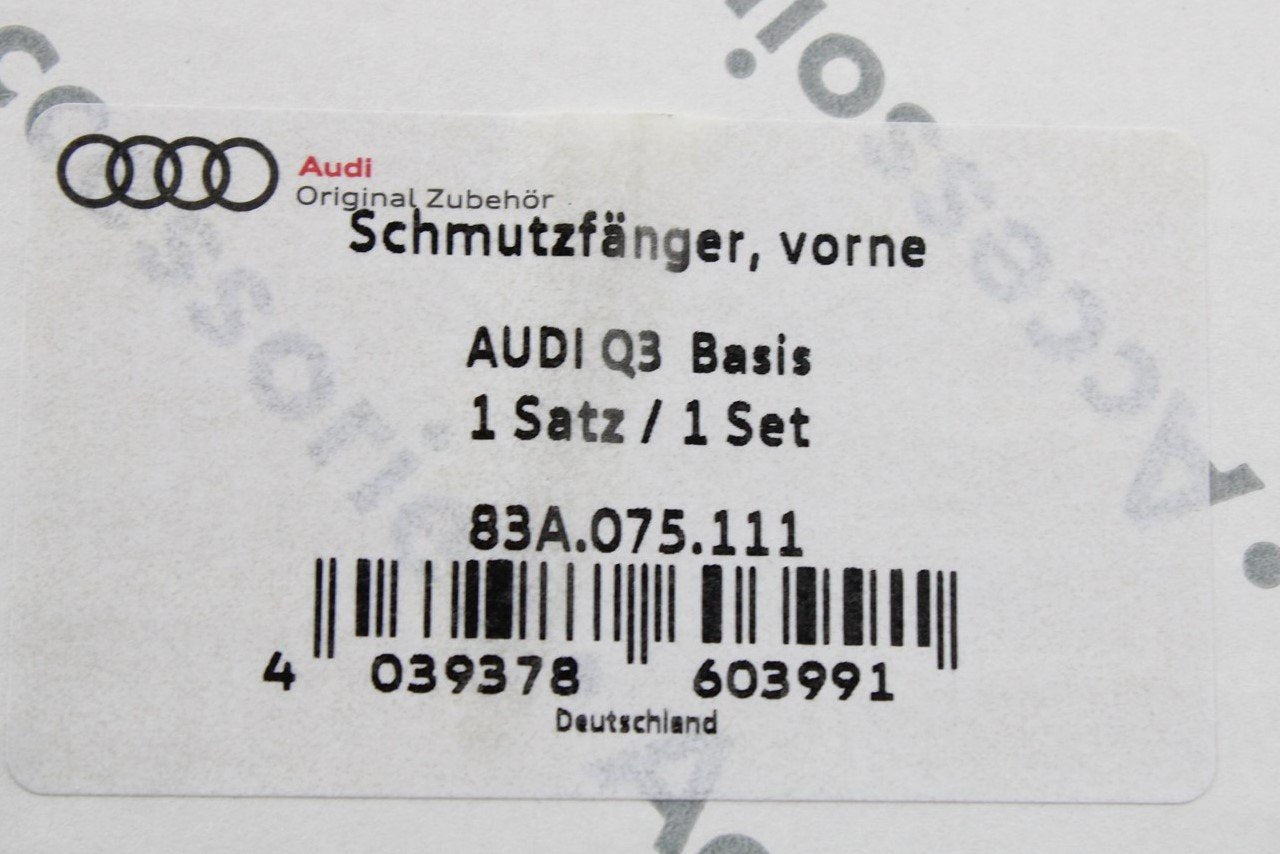 Audi
Original Zubehör
Schmutzfänger, vorne
AUDI Q3 Basis
1 Satz / 1 Set
83A.075.111
4 039378 603991
Deutschland